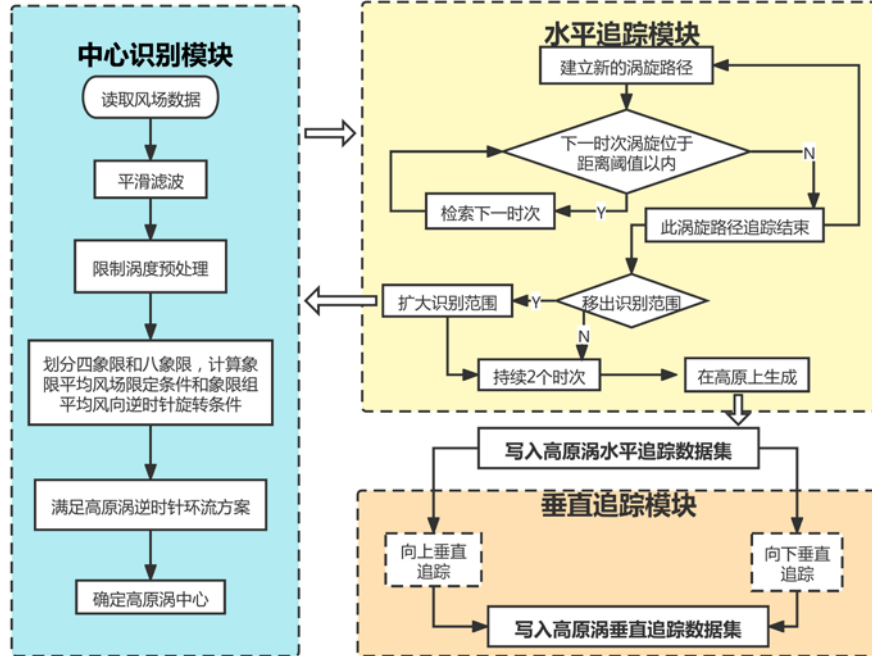 中心识别模块
读取风场数据
平滑滤波
限制涡度预处理
划分四象限和八象限，计算象
限平均风场限定条件和象限组
平均风向逆时针旋转条件
满足高原涡逆时针环流方案
确定高原涡中心
水平追踪模块
建立新的涡旋路径
下一时次涡旋位于
距离阈值以内
N
Y
检索下一时次
此涡旋路径追踪结束
移出识别范围
Y
扩大识别范围
N
持续2个时次
在高原上生成
写入高原涡水平追踪数据集
垂直追踪模块
向上垂直
追踪
向下垂直
追踪
写入高原涡垂直追踪数据集